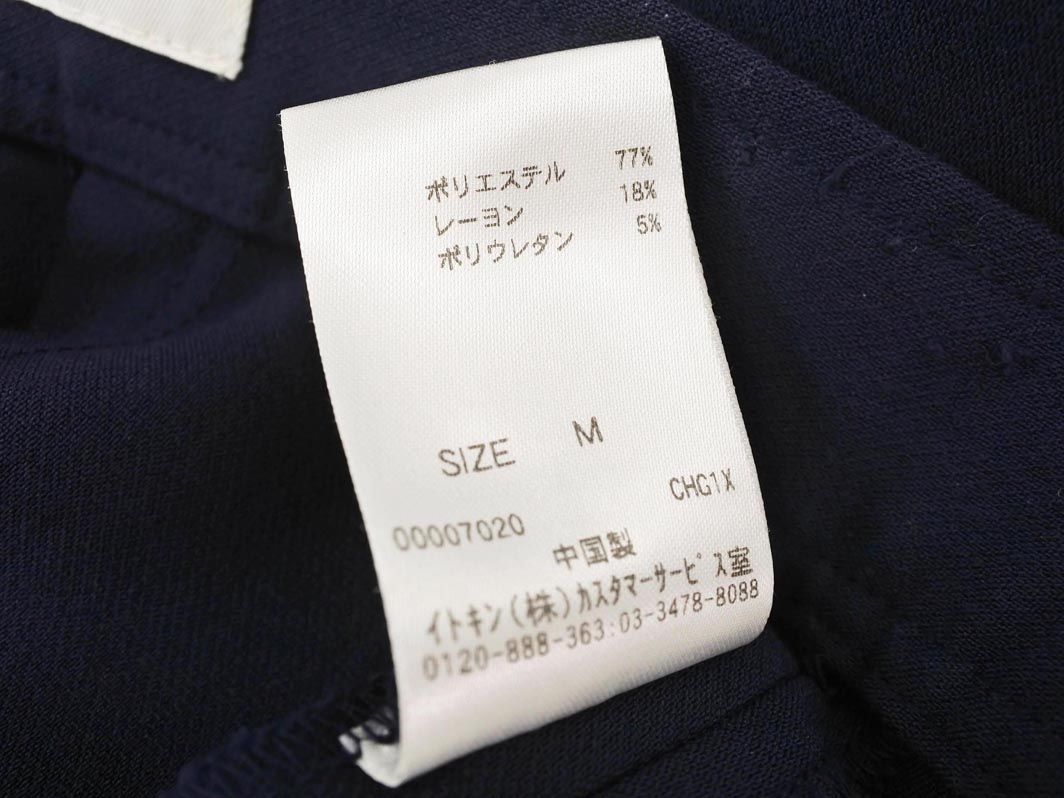 ポリエステル 77%
レーヨン 18%
ポリウレタン 5%
SIZE M
CHG1X
00007020
中国製
イトキン(株)カスタマーサービス室
0120-888-363:03-3478-8088